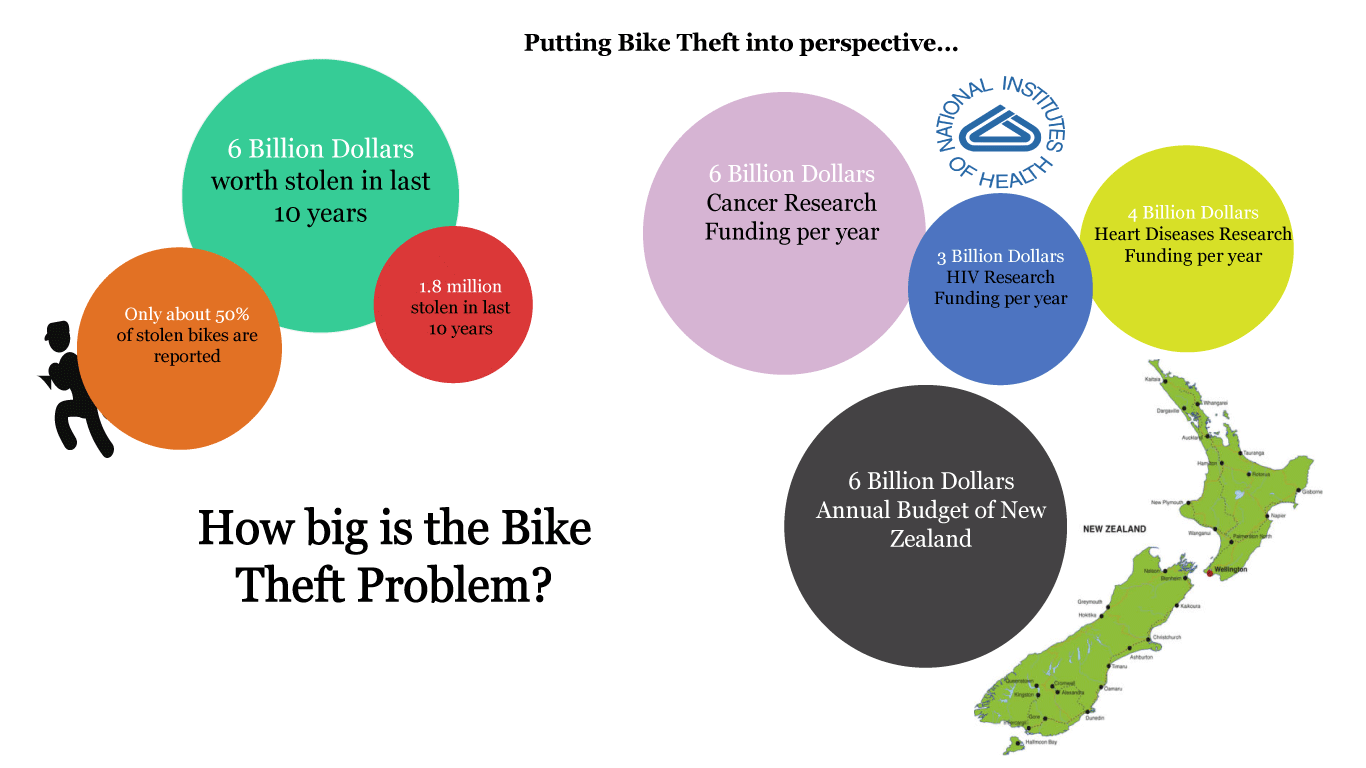 Putting Bike Theft into perspective...
6 Billion Dollars
worth stolen in last
10 years
Only about 50%
of stolen bikes are
reported
1.8 million
stolen in last
10 years
How big is the Bike
Theft Problem?
6 Billion Dollars
Cancer Research
Funding per year
NATIONAL INSTITUTES
OF HEALTH
3 Billion Dollars
HIV Research
Funding per year
4 Billion Dollars
Heart Diseases Research
Funding per year
6 Billion Dollars
Annual Budget of New
Zealand
NEW ZEALAND
Kaitaia
Whangarei
Dargaville
Auckland
Tauranga
Hamilton
Rotorua
Gisborne
New Plymouth
Napier
Wanganui
Palmerston North
Wellington
Nelson
Blenheim
Greymouth
Hokitika
Kaikoura
Christchurch
Ashburton
Timaru
Queenstown
Cromwell
Kingston
Alexandra
Oamaru
Gore
Dunedin
Halfmoon Bay